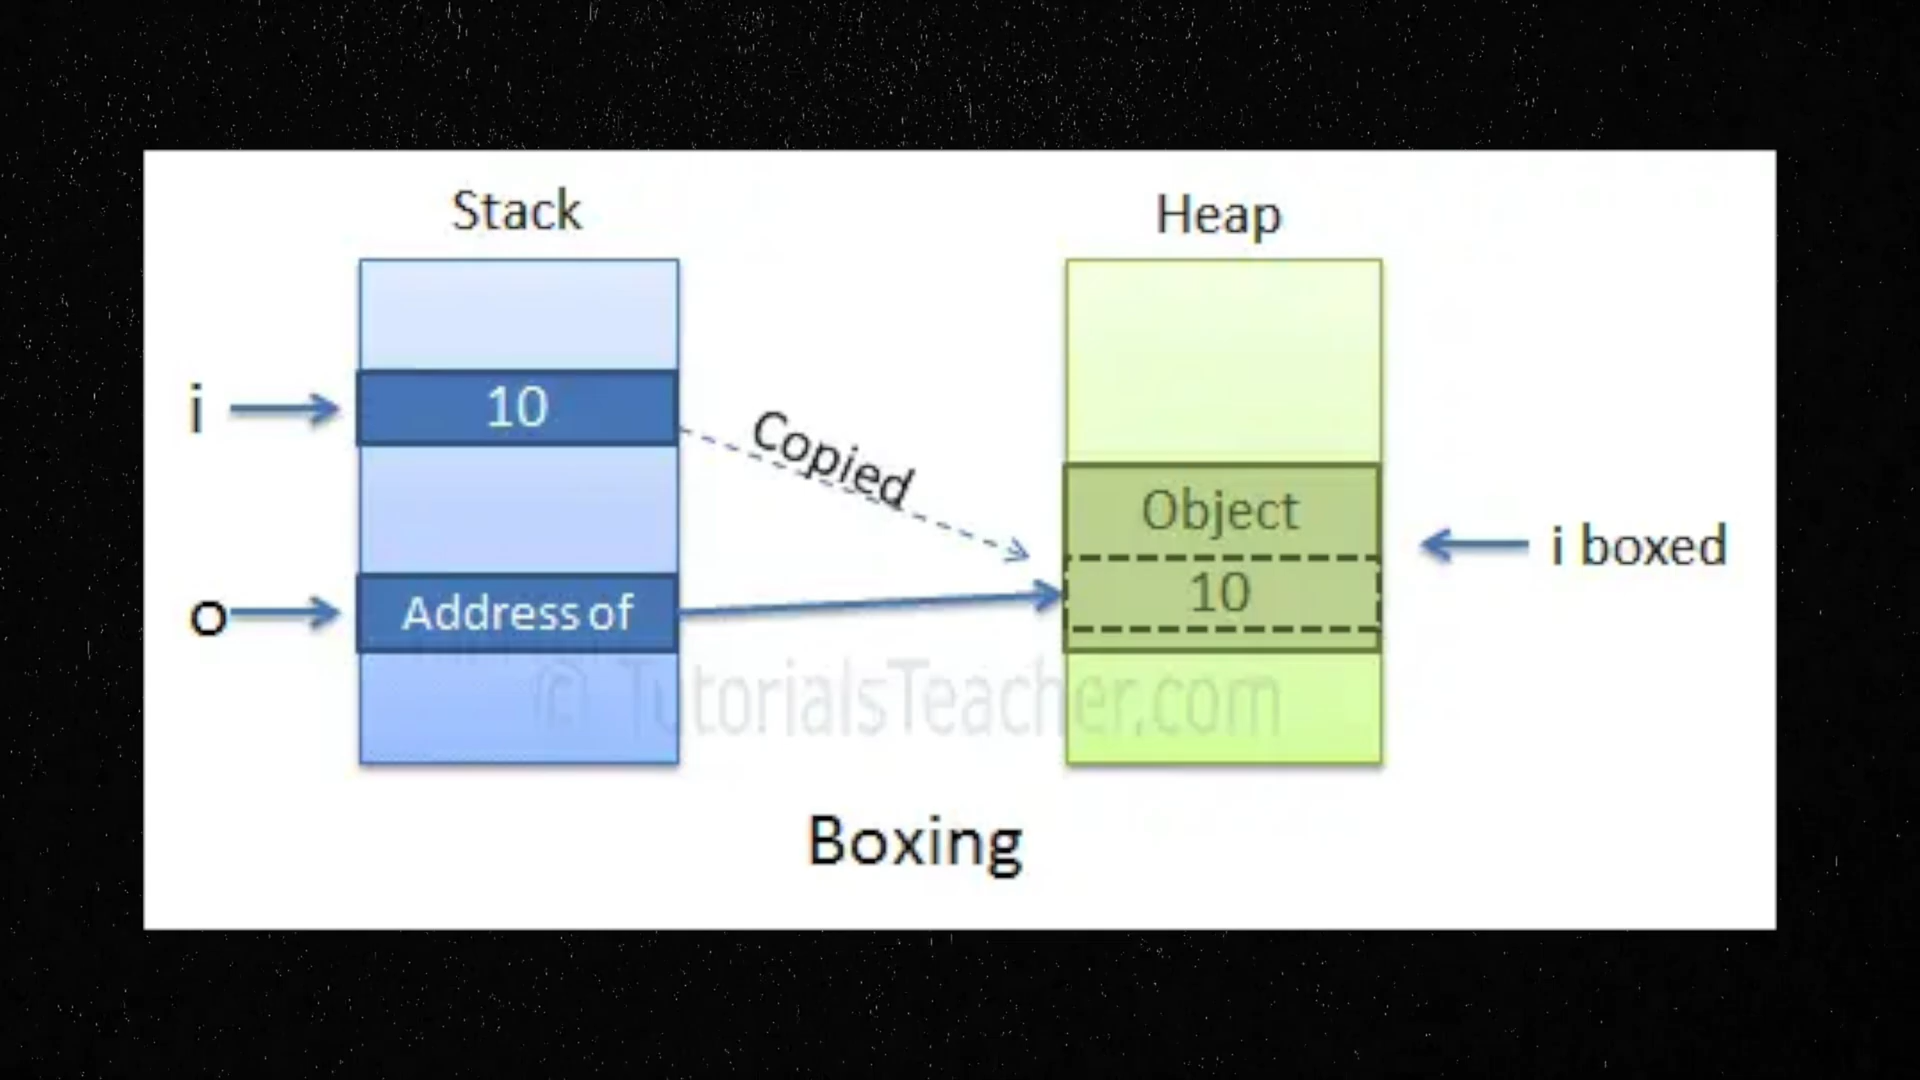 Stack
Heap
i
10
Copied
Object
i boxed
10
o
Address of
© TutorialsTeacher.com
Boxing